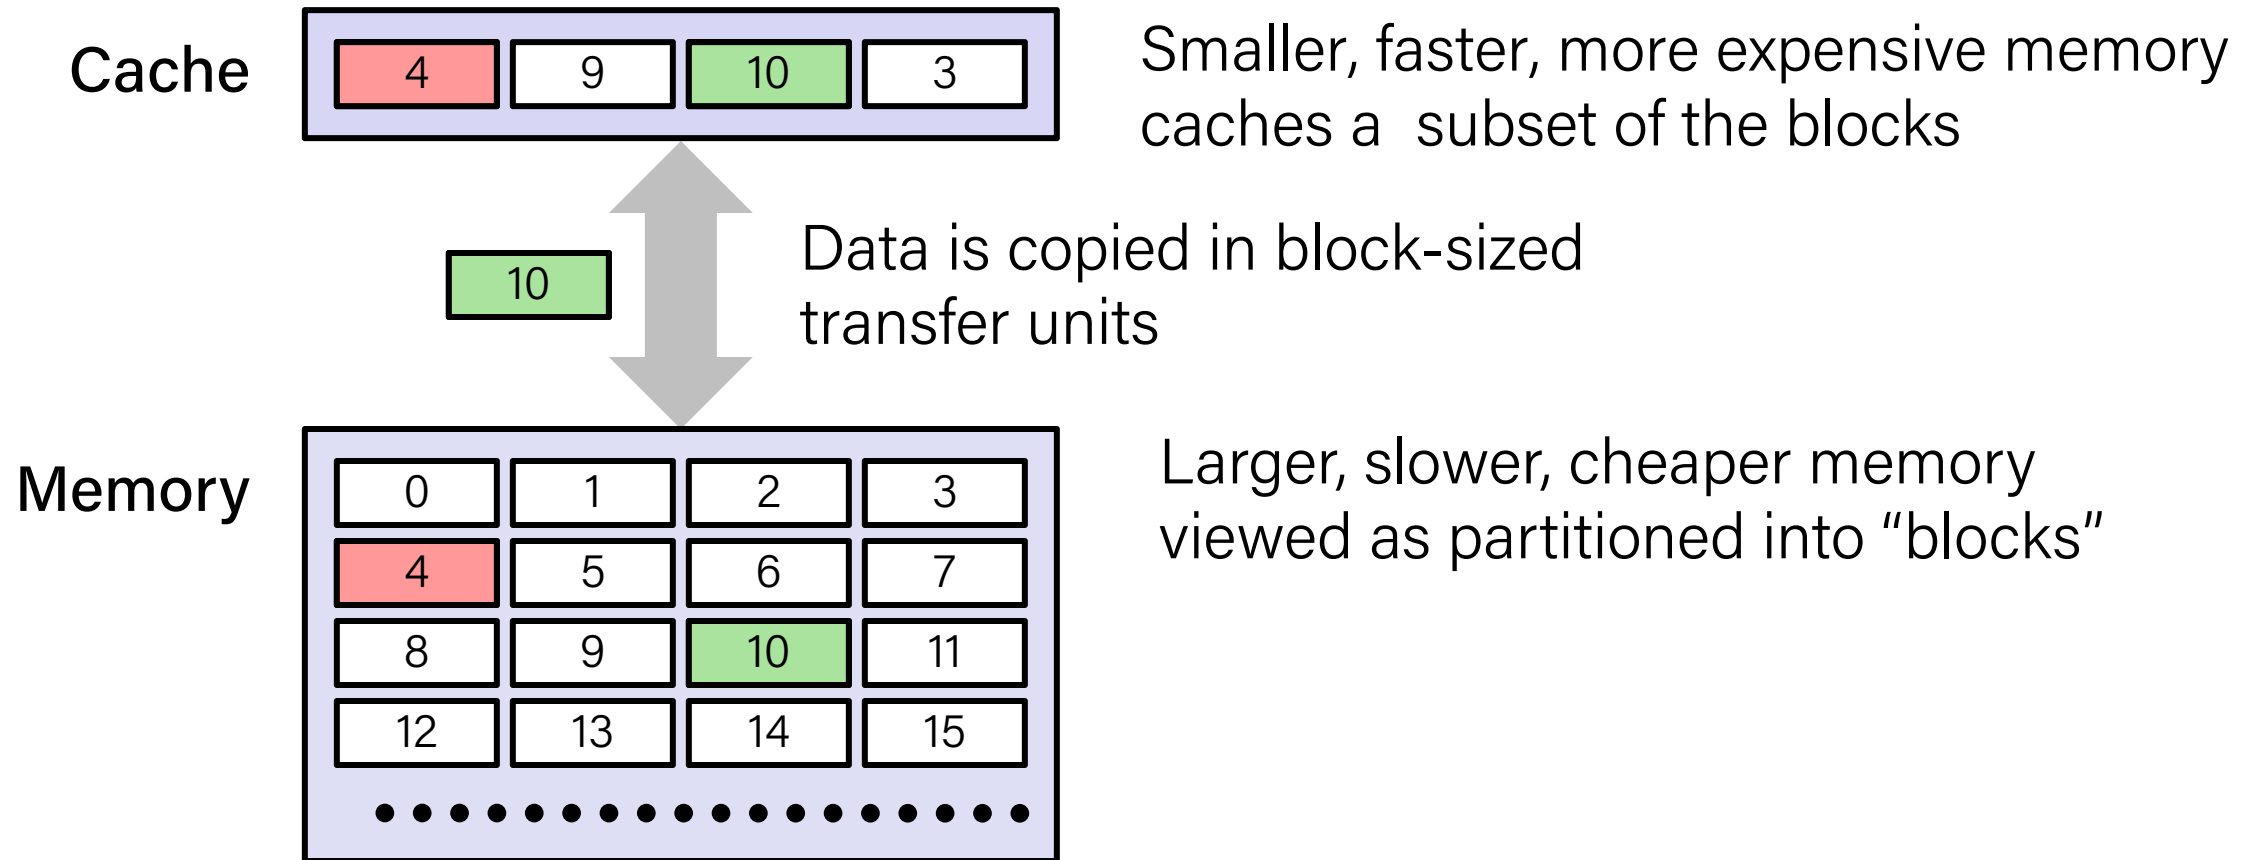 Cache
4 9 10 3
Smaller, faster, more expensive memory
caches a  subset of the blocks
10
Data is copied in block-sized
transfer units
Memory
0 1 2 3
4 5 6 7
8 9 10 11
12 13 14 15
Larger, slower, cheaper memory
viewed as partitioned into “blocks”